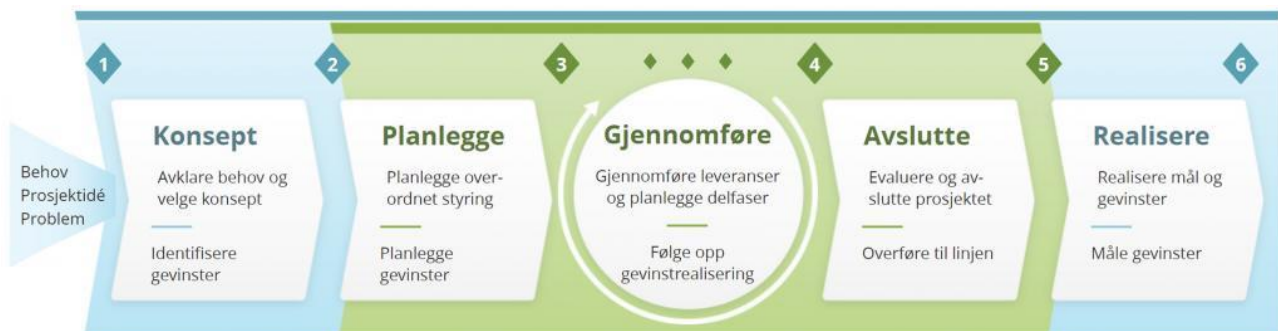 1
2
3
4
5
6
Behov
Prosjektidé
Problem
Konsept
Avklare behov og
velge konsept
Identifisere
gevinster
Planlegge
Planlegge over-
ordnet styring
Planlegge
gevinster
Gjennomføre
Gjennomføre leveranser
og planlegge delfaser
Følge opp
gevinstrealisering
Avslutte
Evaluere og av-
slutte prosjektet
Overføre til linjen
Realisere
Realisere mål og
gevinster
Måle gevinster